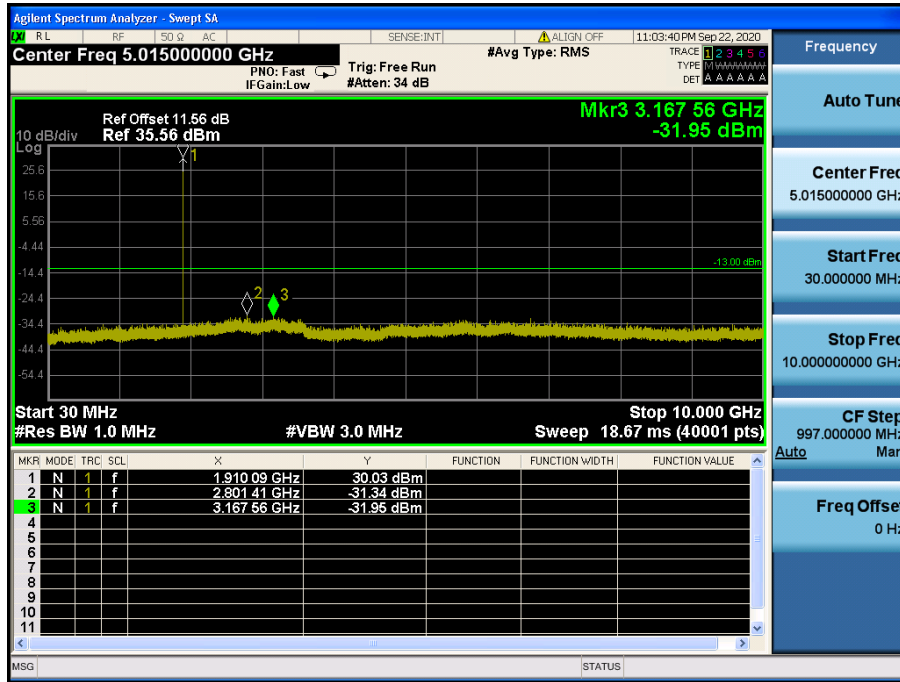 Agilent Spectrum Analyzer - Swept SA
LXI RL RF 50 Ω AC SENSE:INT ALIGN OFF 11:03:40 PM Sep 22, 2020
Center Freq 5.015000000 GHz #Avg Type: RMS TRACE 1 2 3 4 5 6
PNO: Fast Trig: Free Run TYPE M WWWWW
IFGain:Low #Atten: 34 dB DET A A A A A A
Mkr3 3.167 56 GHz
Ref Offset 11.56 dB
10 dB/div Ref 35.56 dBm -31.95 dBm
Log
1
25.6
15.6
5.56
-4.44
-13.00 dBm
-14.4
-24.4 2 3
-34.4
-44.4
-54.4
Start 30 MHz Stop 10.000 GHz
#Res BW 1.0 MHz #VBW 3.0 MHz Sweep 18.67 ms (40001 pts)
MKR MODE TRC SCL X Y FUNCTION FUNCTION WIDTH FUNCTION VALUE
1 N 1 f 1.910 09 GHz 30.03 dBm
2 N 1 f 2.801 41 GHz -31.34 dBm
3 N 1 f 3.167 56 GHz -31.95 dBm
4
5
6
7
8
9
10
11
MSG STATUS
Frequency
Auto Tune
Center Freq
5.015000000 GHz
Start Freq
30.000000 MHz
Stop Freq
10.000000000 GHz
CF Step
997.000000 MHz
Auto Man
Freq Offset
0 Hz